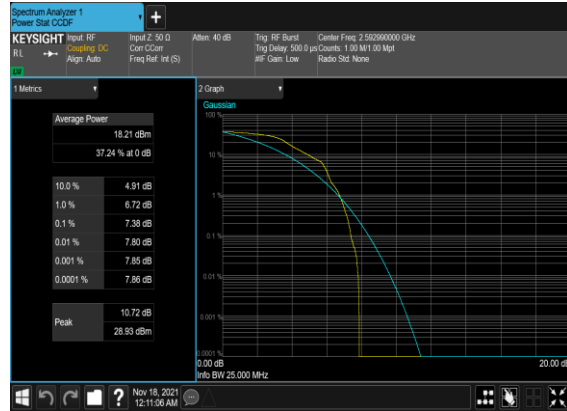 Spectrum Analyzer 1
Power Stat CCDF
+
KEYSIGHT
RL
Input: RF
Coupling: DC
Align: Auto
Input Z: 50 Ω
Corr CCorr
Freq Ref: Int (S)
Atten: 40 dB
Trig: RF Burst
Trig Delay: 500.0 µs
#IF Gain: Low
Center Freq: 2.592990000 GHz
Counts: 1.00 M/1.00 Mpt
Radio Std: None
1 Metrics
2 Graph
Average Power
18.21 dBm
37.24 % at 0 dB
10.0 % 4.91 dB
1.0 % 6.72 dB
0.1 % 7.38 dB
0.01 % 7.80 dB
0.001 % 7.85 dB
0.0001 % 7.86 dB
Peak
10.72 dB
28.93 dBm
Gaussian
100 %
10 %
1 %
0.1 %
0.01 %
0.001 %
0.0001 %
0.00 dB
20.00 dB
Info BW 25.000 MHz
?
Nov 18, 2021
12:11:06 AM